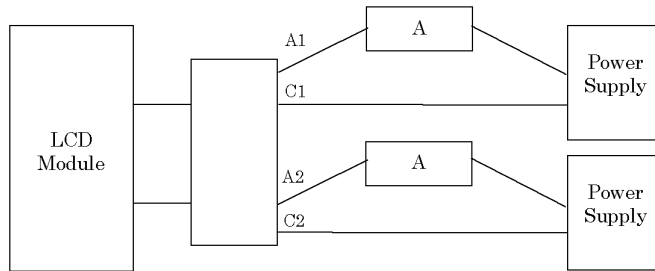 LCD
Module
A1
C1
A
Power
Supply
A2
C2
A
Power
Supply